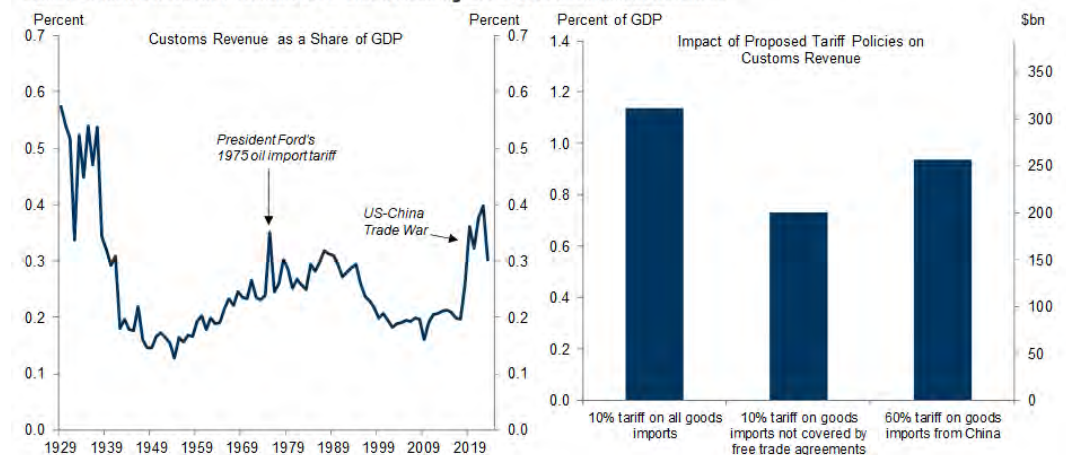 Percent
Percent
Customs Revenue as a Share of GDP
0.7
0.6
0.5
0.4
0.3
0.2
0.1
0.0
0.7
0.6
0.5
0.4
0.3
0.2
0.1
0.0
President Ford's
1975 oil import tariff
US-China
Trade War
1929 1939 1949 1959 1969 1979 1989 1999 2009 2019
Percent of GDP
$bn
Impact of Proposed Tariff Policies on
Customs Revenue
1.4
1.2
1.0
0.8
0.6
0.4
0.2
0.0
350
300
250
200
150
100
50
0
10% tariff on all goods
imports
10% tariff on goods
imports not covered by
free trade agreements
60% tariff on goods
imports from China